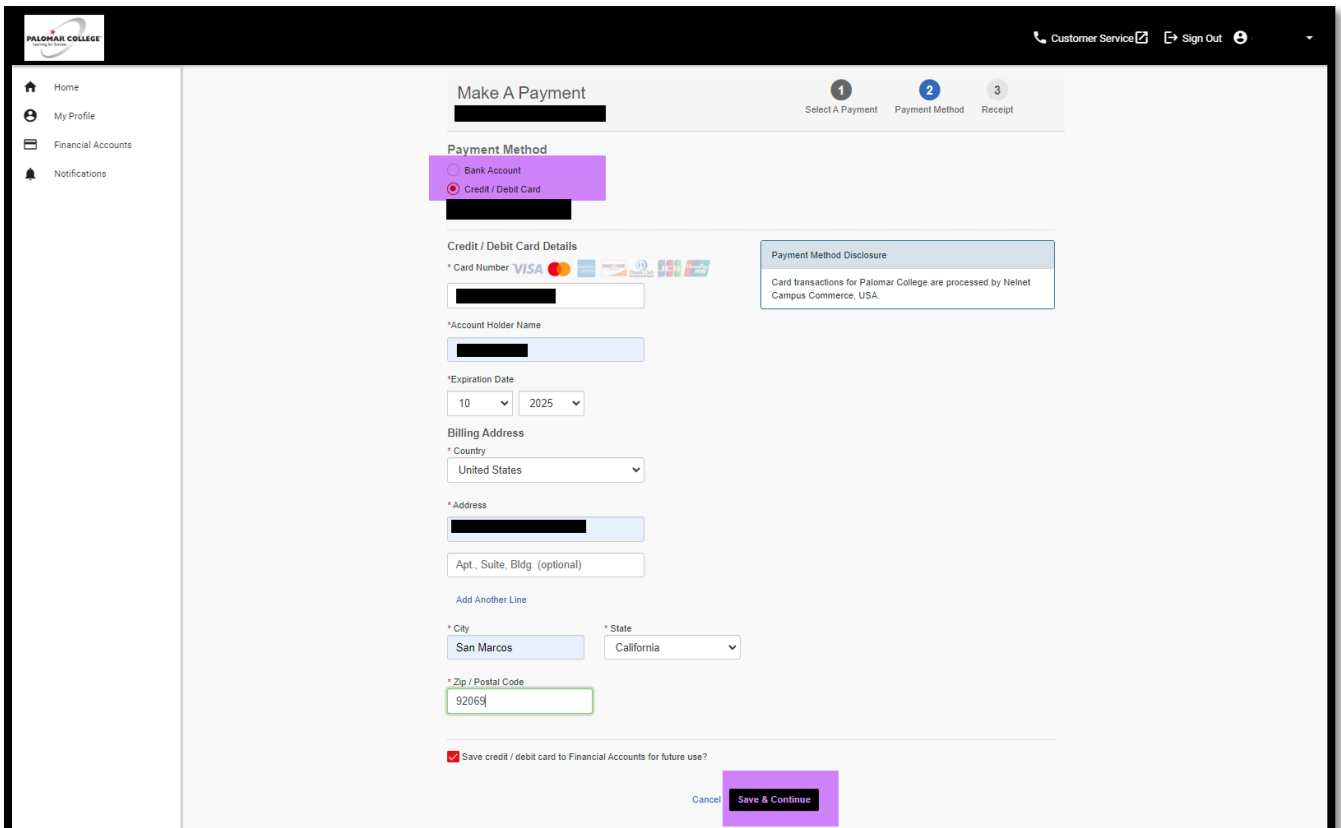 PALOMAR COLLEGE
Learning for Success
Customer Service
Sign Out
Home
My Profile
Financial Accounts
Notifications
Make A Payment
1
2
3
Select A Payment
Payment Method
Receipt
Payment Method
Bank Account
Credit / Debit Card
Credit / Debit Card Details
* Card Number VISA
DISCOVER
Diners Club
JCB
UnionPay
*Account Holder Name
*Expiration Date
10
2025
Billing Address
* Country
United States
* Address
Apt., Suite, Bldg. (optional)
Add Another Line
* City
* State
San Marcos
California
* Zip / Postal Code
92069
Payment Method Disclosure
Card transactions for Palomar College are processed by Nelnet
Campus Commerce, USA.
Save credit / debit card to Financial Accounts for future use?
Cancel
Save & Continue